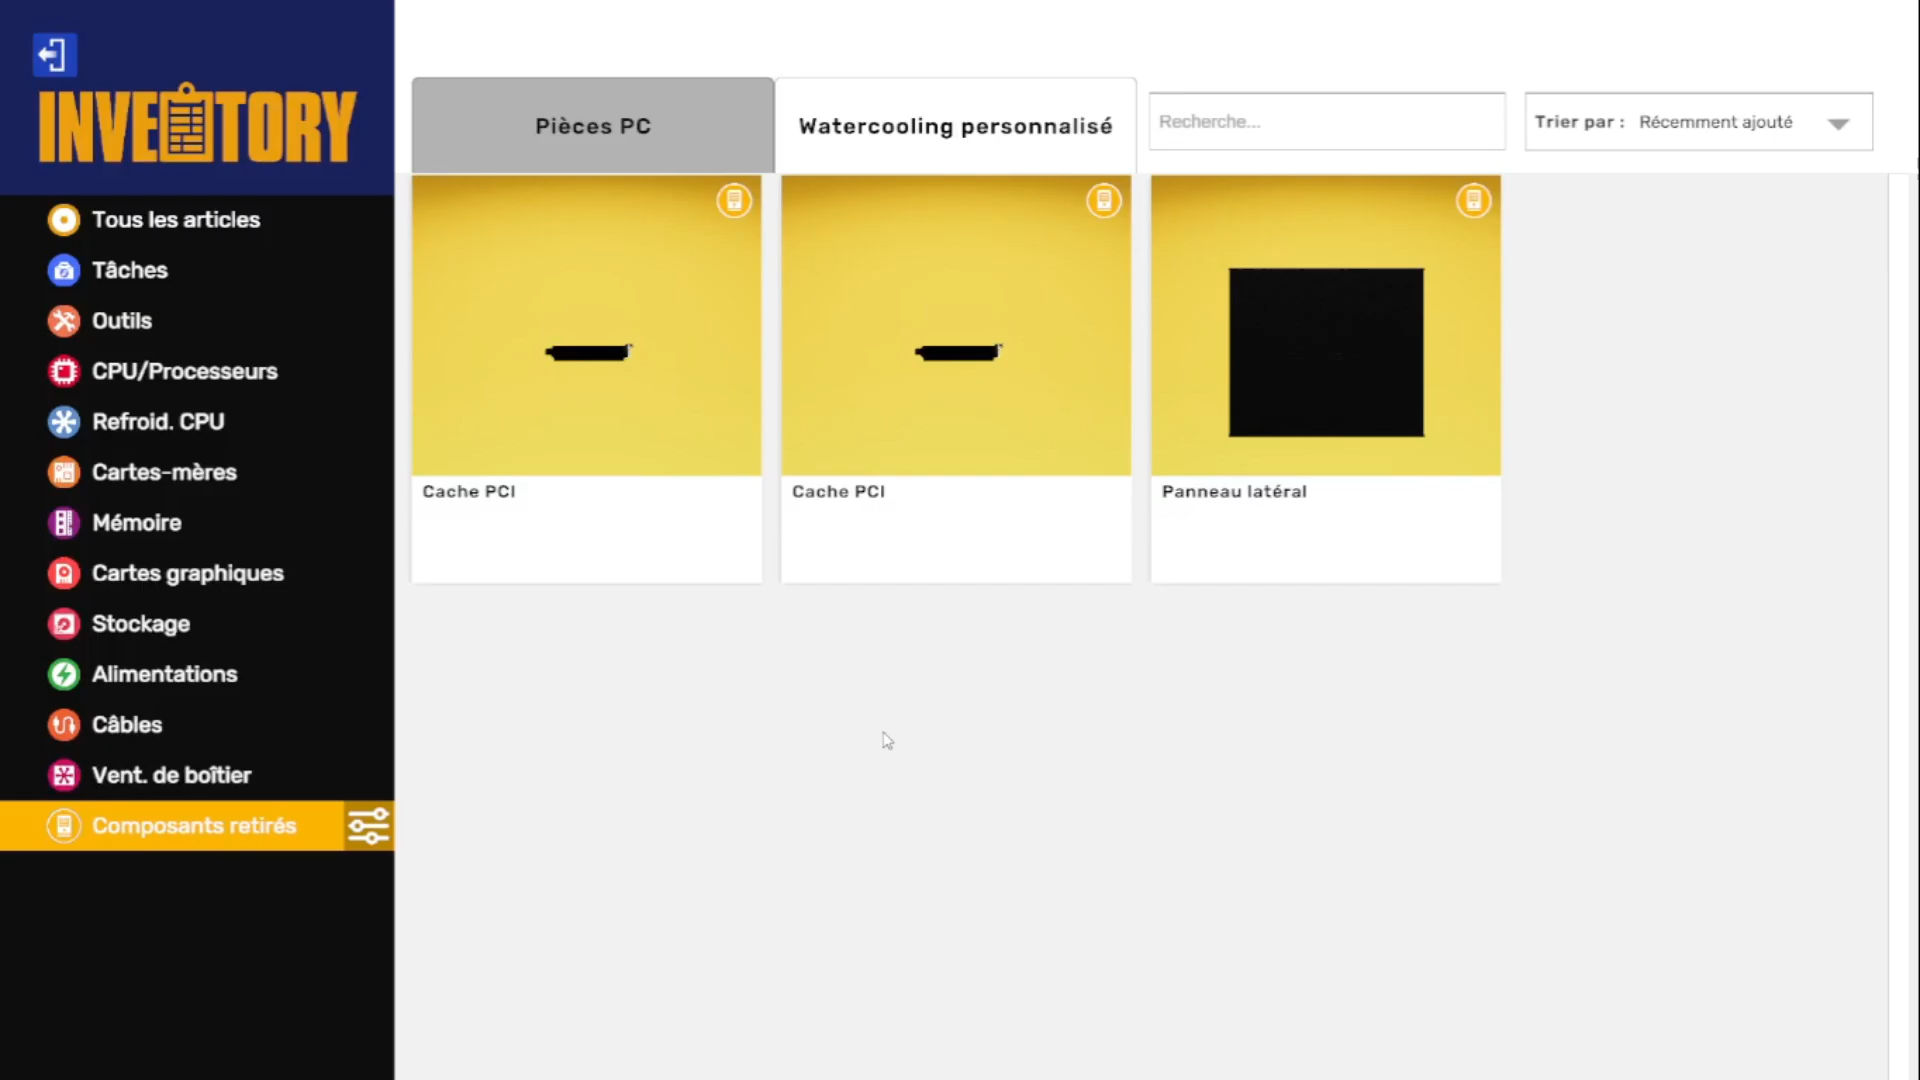 INVENTORY
Pièces PC
Watercooling personnalisé
Recherche...
Trier par : Récemment ajouté
Tous les articles
Tâches
Outils
CPU/Processeurs
Refroid. CPU
Cartes-mères
Mémoire
Cartes graphiques
Stockage
Alimentations
Câbles
Vent. de boîtier
Composants retirés
Cache PCI
Cache PCI
Panneau latéral